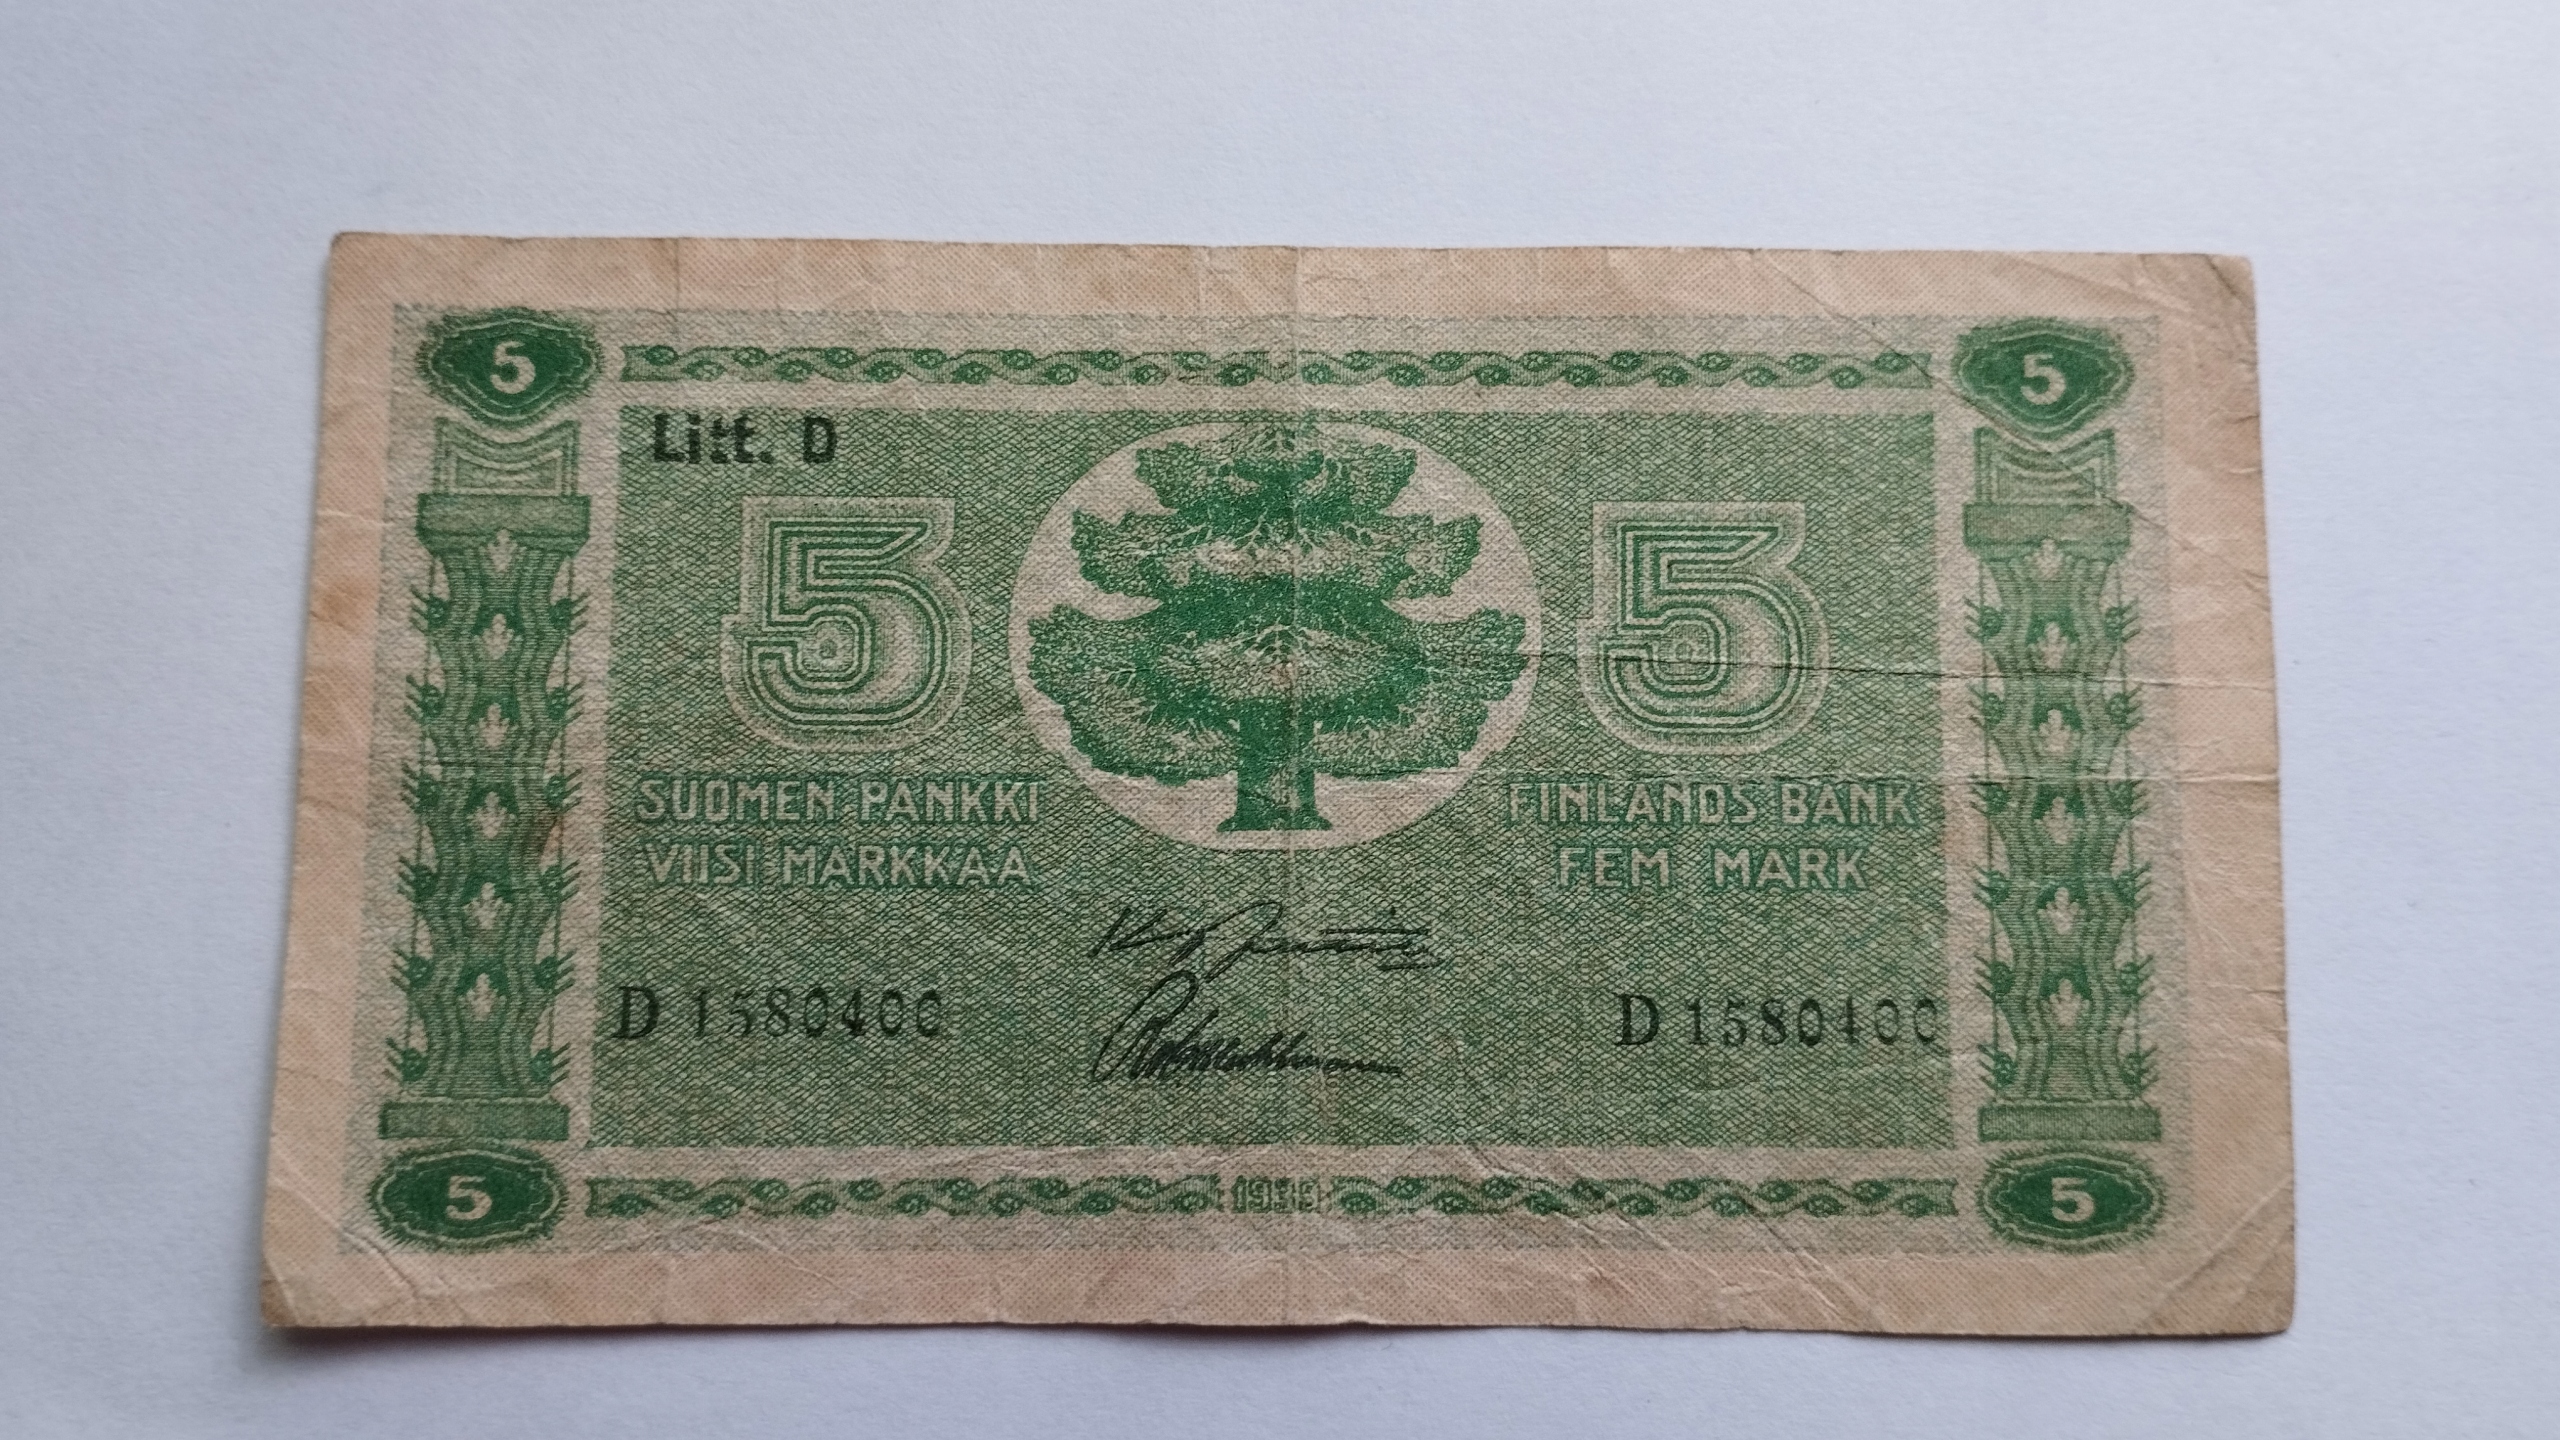 5 5
Litt. D
5 5
SUOMEN PANKKI FINLANDS BANK
VIISI MARKKAA FEM MARK
D 1580400 D 1580400
5 1939 5